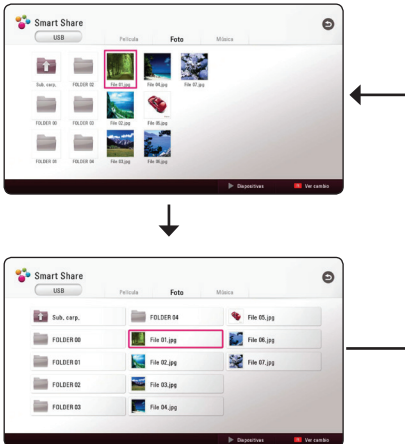 Smart Share
USB
Película Foto Música
Sub. carp. FOLDER 02 File 01.jpg File 04.jpg File 07.jpg
FOLDER 00 FOLDER 03 File 02.jpg File 05.jpg
FOLDER 01 FOLDER 04 File 03.jpg File 06.jpg
Diapositivas Ver cambio
Smart Share
USB
Película Foto Música
Sub. carp. FOLDER 04 File 05.jpg
FOLDER 00 File 01.jpg File 06.jpg
FOLDER 01 File 02.jpg File 07.jpg
FOLDER 02 File 03.jpg
FOLDER 03 File 04.jpg
Diapositivas Ver cambio